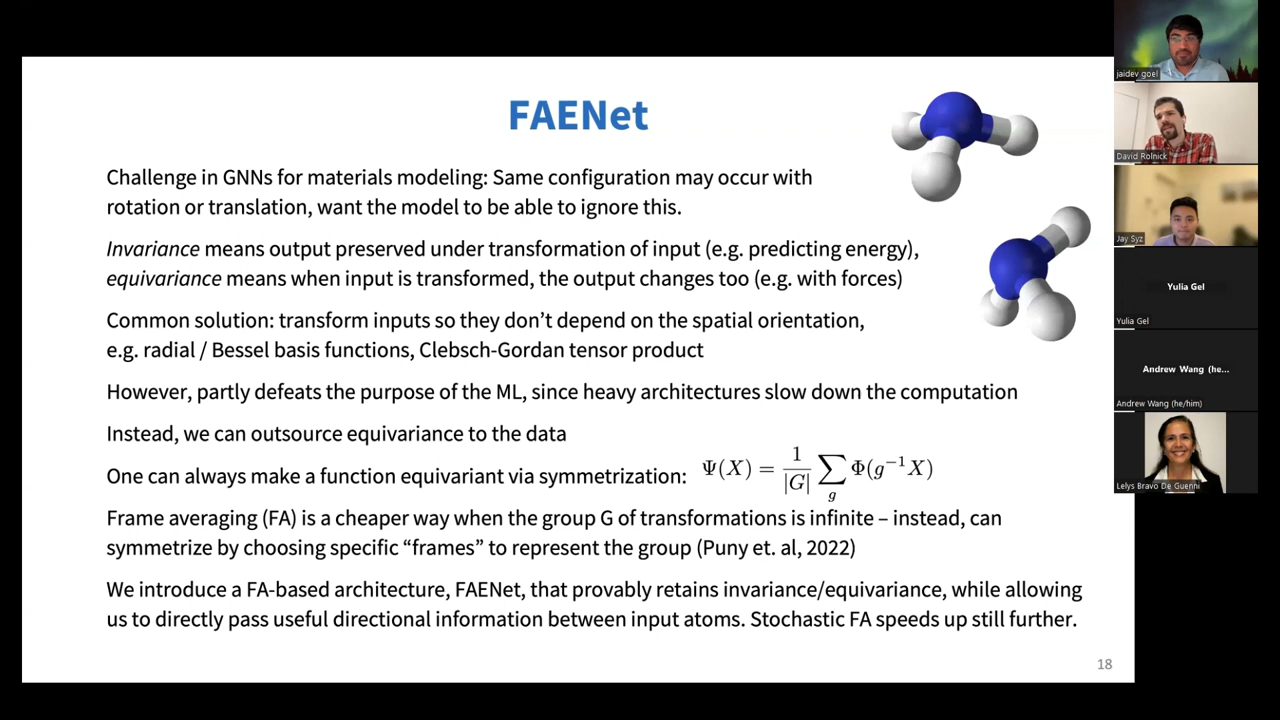 FAENet
Challenge in GNNs for materials modeling: Same configuration may occur with
rotation or translation, want the model to be able to ignore this.
Invariance means output preserved under transformation of input (e.g. predicting energy),
equivariance means when input is transformed, the output changes too (e.g. with forces)
Common solution: transform inputs so they don't depend on the spatial orientation,
e.g. radial / Bessel basis functions, Clebsch-Gordan tensor product
However, partly defeats the purpose of the ML, since heavy architectures slow down the computation
Instead, we can outsource equivariance to the data
One can always make a function equivariant via symmetrization: Ψ(X) = 1/|G| ∑_g Φ(g⁻¹X)
Frame averaging (FA) is a cheaper way when the group G of transformations is infinite – instead, can
symmetrize by choosing specific “frames” to represent the group (Puny et. al, 2022)
We introduce a FA-based architecture, FAENet, that provably retains invariance/equivariance, while allowing
us to directly pass useful directional information between input atoms. Stochastic FA speeds up still further.
18
jaidev goel
David Rolnick
Jay Syz
Yulia Gel
Yulia Gel
Andrew Wang (he...
Andrew Wang (he/him)
Lelys Bravo De Guenni